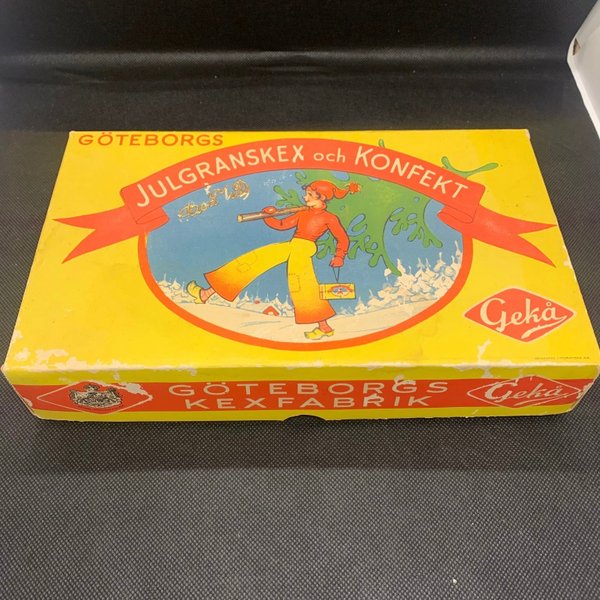 GÖTEBORGS
JULGRANSKEX och KONFEKT
Gekå
GÖTEBORGS
KEXFABRIK
Gekå